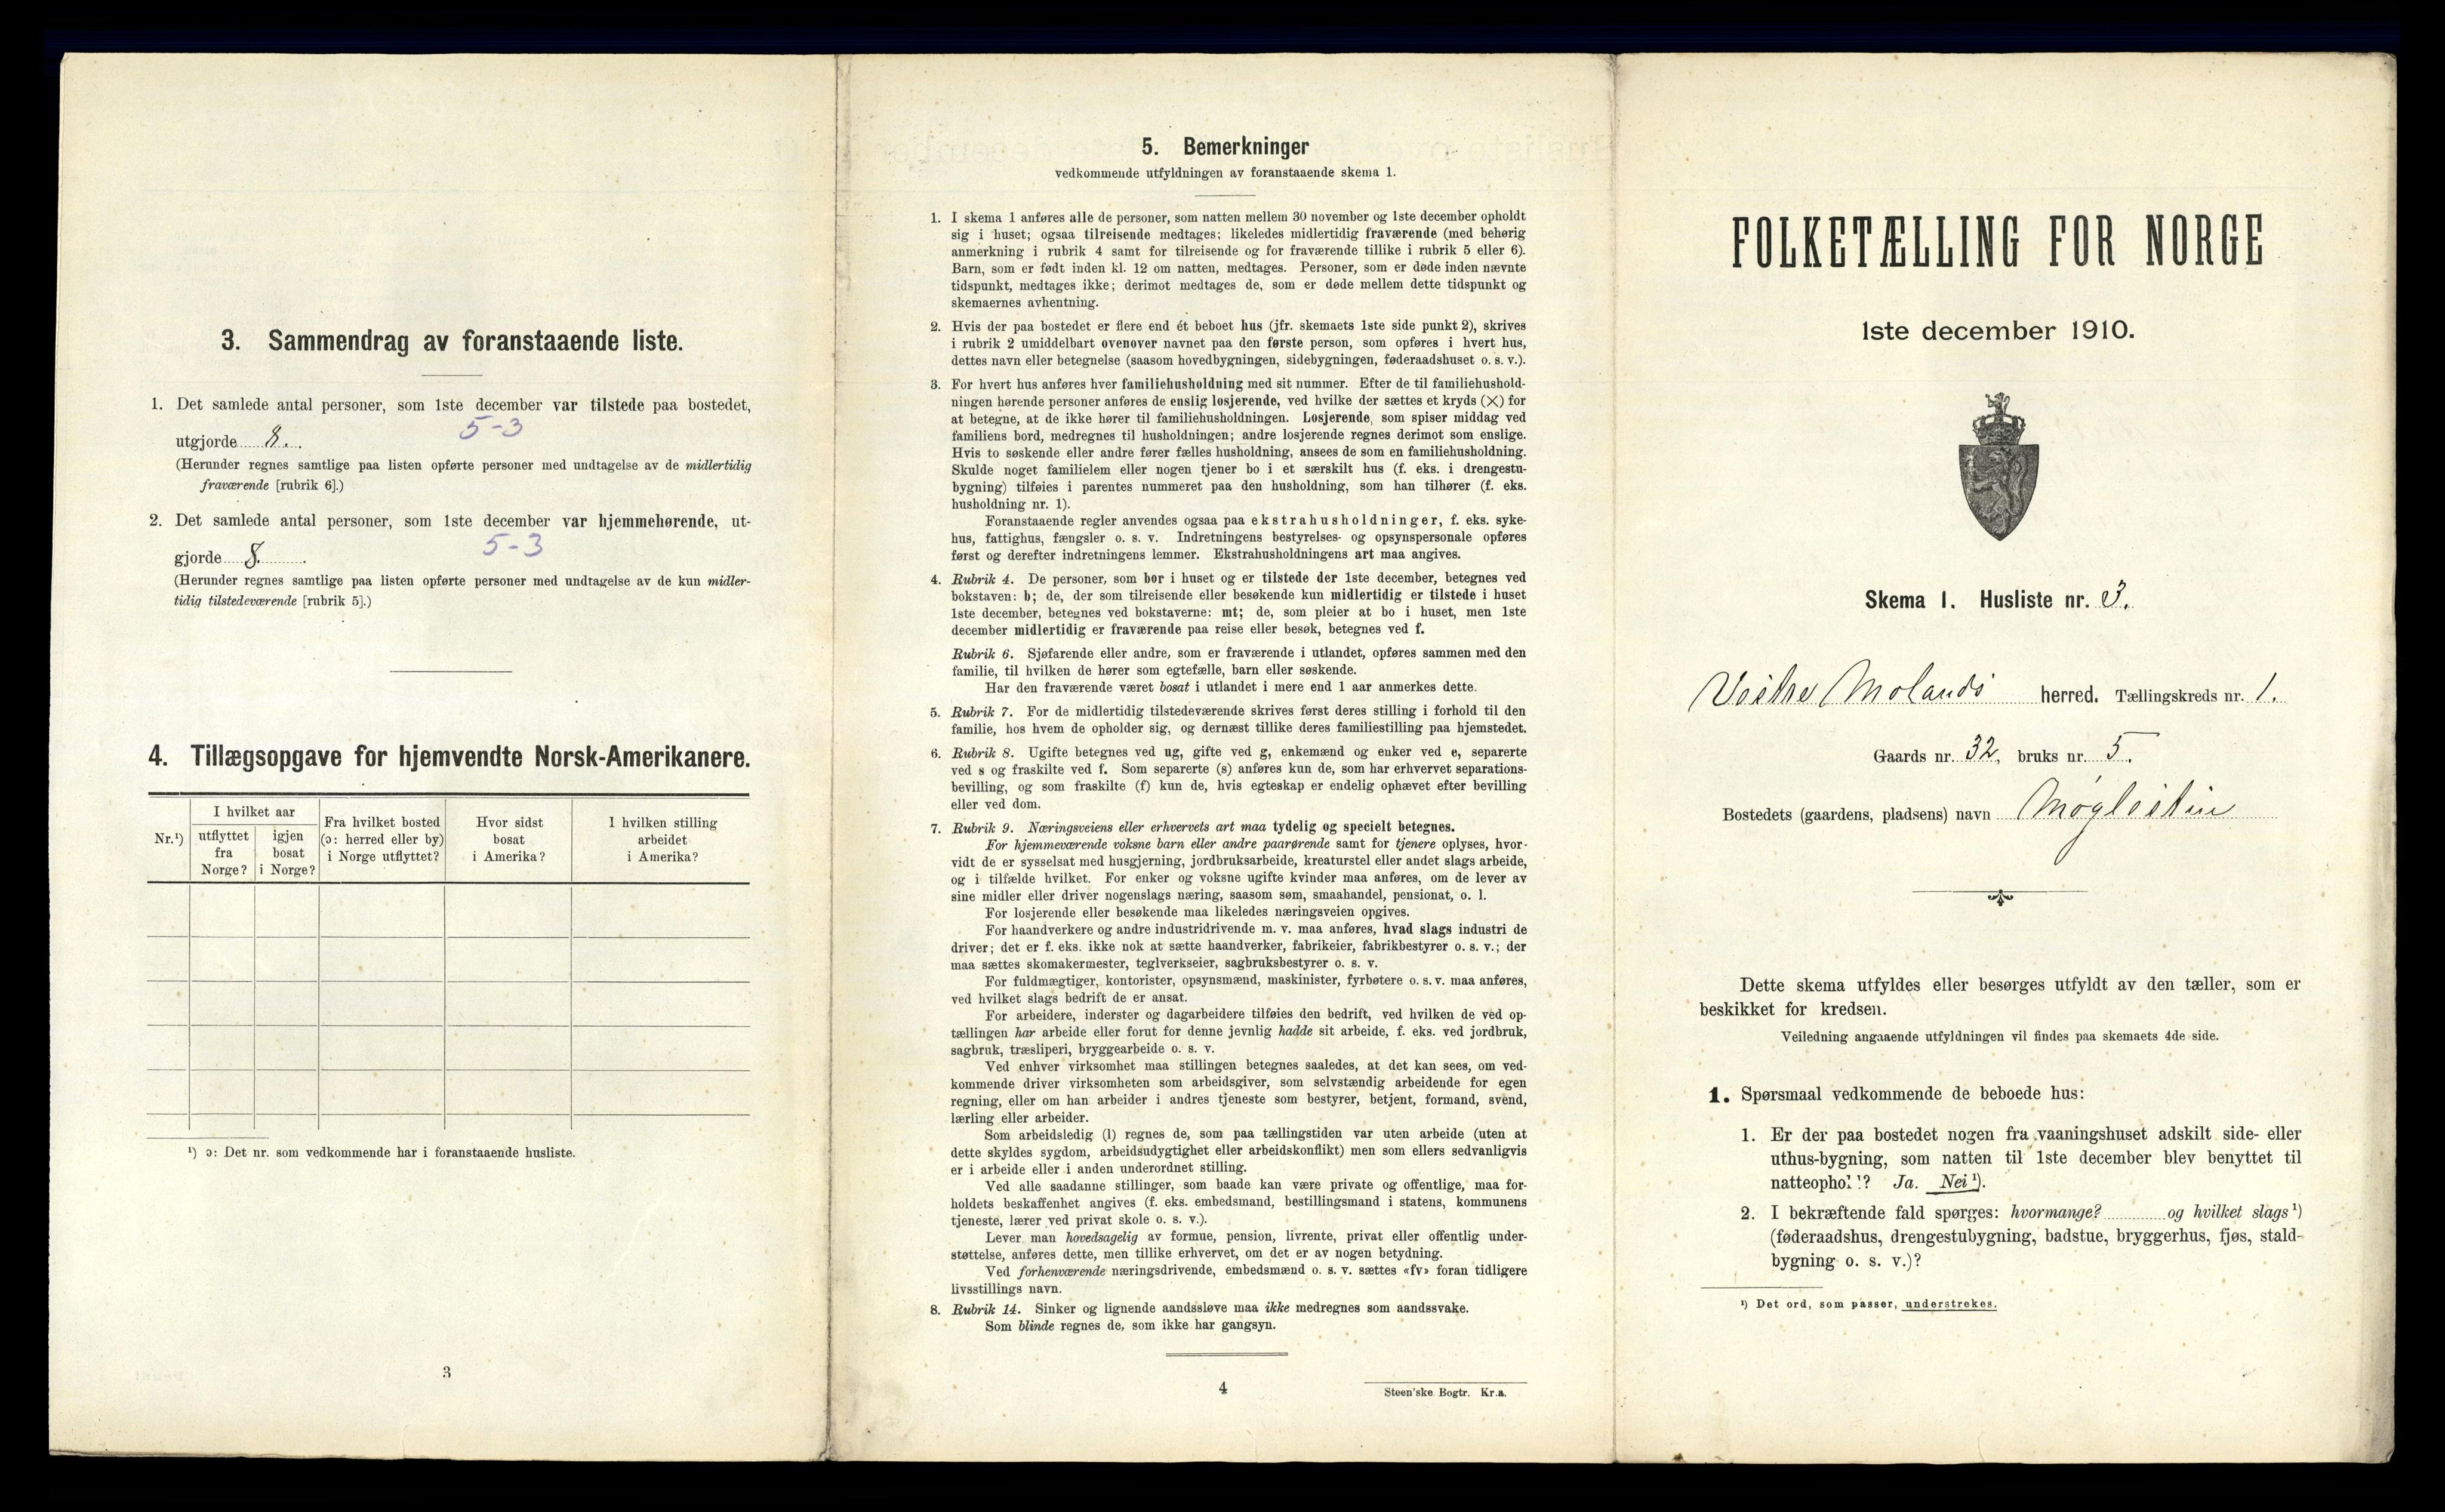 3. Sammendrag av foranstaaende liste.
1. Det samlede antal personer, som 1ste december var tilstede paa bostedet,
5-3
utgjorde 8.
(Herunder regnes samtlige paa listen opførte personer med undtagelse av de midlertidig
fraværende [rubrik 6].)
2. Det samlede antal personer, som 1ste december var hjemmehørende, ut-
5-3
gjorde 8.
(Herunder regnes samtlige paa listen opførte personer med undtagelse av de kun midler-
tidig tilstedeværende [rubrik 5].)
4. Tillægsopgave for hjemvendte Norsk-Amerikanere.
Nr.¹)
I hvilket aar
utflyttet
fra
Norge?
igjen
bosat
i Norge?
Fra hvilket bosted
(ɔ: herred eller by)
i Norge utflyttet?
Hvor sidst
bosat
i Amerika?
I hvilken stilling
arbeidet
i Amerika?
¹) ɔ: Det nr. som vedkommende har i foranstaaende husliste.
3
5. Bemerkninger
vedkommende utfyldningen av foranstaaende skema 1.
1. I skema 1 anføres alle de personer, som natten mellem 30 november og 1ste december opholdt
sig i huset; ogsaa tilreisende medtages; likeledes midlertidig fraværende (med behørig
anmerkning i rubrik 4 samt for tilreisende og for fraværende tillike i rubrik 5 eller 6).
Barn, som er født inden kl. 12 om natten, medtages. Personer, som er døde inden nævnte
tidspunkt, medtages ikke; derimot medtages de, som er døde mellem dette tidspunkt og
skemaernes avhentning.
2. Hvis der paa bostedet er flere end ét beboet hus (jfr. skemaets 1ste side punkt 2), skrives
i rubrik 2 umiddelbart ovenover navnet paa den første person, som opføres i hvert hus,
dettes navn eller betegnelse (saasom hovedbygningen, sidebygningen, føderaadshuset o. s. v.).
3. For hvert hus anføres hver familiehusholdning med sit nummer. Efter de til familiehushold-
ningen hørende personer anføres de enslig losjerende, ved hvilke der sættes et kryds (×) for
at betegne, at de ikke hører til familiehusholdningen. Losjerende, som spiser middag ved
familiens bord, medregnes til husholdningen; andre losjerende regnes derimot som enslige.
Hvis to søskende eller andre fører fælles husholdning, ansees de som en familiehusholdning.
Skulde noget familielem eller nogen tjener bo i et særskilt hus (f. eks. i drengestu-
bygning) tilføies i parentes nummeret paa den husholdning, som han tilhører (f. eks.
husholdning nr. 1).
Foranstaaende regler anvendes ogsaa paa ekstrahusholdninger, f. eks. syke-
hus, fattighus, fængsler o. s. v. Indretningens bestyrelses- og opsynspersonale opføres
først og derefter indretningens lemmer. Ekstrahusholdningens art maa angives.
4. Rubrik 4. De personer, som bor i huset og er tilstede der 1ste december, betegnes ved
bokstaven: b; de, der som tilreisende eller besøkende kun midlertidig er tilstede i huset
1ste december, betegnes ved bokstaverne: mt; de, som pleier at bo i huset, men 1ste
december midlertidig er fraværende paa reise eller besøk, betegnes ved f.
Rubrik 6. Sjøfarende eller andre, som er fraværende i utlandet, opføres sammen med den
familie, til hvilken de hører som egtefælle, barn eller søskende.
Har den fraværende været bosat i utlandet i mere end 1 aar anmerkes dette.
5. Rubrik 7. For de midlertidig tilstedeværende skrives først deres stilling i forhold til den
familie, hos hvem de opholder sig, og dernæst tillike deres familiestilling paa hjemstedet.
6. Rubrik 8. Ugifte betegnes ved ug, gifte ved g, enkemænd og enker ved e, separerte
ved s og fraskilte ved f. Som separerte (s) anføres kun de, som har erhvervet separations-
bevilling, og som fraskilte (f) kun de, hvis egteskap er endelig ophævet efter bevilling
eller ved dom.
7. Rubrik 9. Næringsveiens eller erhvervets art maa tydelig og specielt betegnes.
For hjemmeværende voksne barn eller andre paarørende samt for tjenere oplyses, hvor-
vidt de er sysselsat med husgjerning, jordbruksarbeide, kreaturstel eller andet slags arbeide,
og i tilfælde hvilket. For enker og voksne ugifte kvinder maa anføres, om de lever av
sine midler eller driver nogenslags næring, saasom søm, smaahandel, pensionat, o. l.
For losjerende eller besøkende maa likeledes næringsveien opgives.
For haandverkere og andre industridrivende m. v. maa anføres, hvad slags industri de
driver; det er f. eks. ikke nok at sætte haandverker, fabrikeier, fabrikbestyrer o. s. v.; der
maa sættes skomakermester, teglverkseier, sagbruksbestyrer o. s. v.
For fuldmægtiger, kontorister, opsynsmænd, maskinister, fyrbøtere o. s. v. maa anføres,
ved hvilket slags bedrift de er ansat.
For arbeidere, inderster og dagarbeidere tilføies den bedrift, ved hvilken de ved op-
tællingen har arbeide eller forut for denne jevnlig hadde sit arbeide, f. eks. ved jordbruk,
sagbruk, træsliperi, bryggearbeide o. s. v.
Ved enhver virksomhet maa stillingen betegnes saaledes, at det kan sees, om ved-
kommende driver virksomheten som arbeidsgiver, som selvstændig arbeidende for egen
regning, eller om han arbeider i andres tjeneste som bestyrer, betjent, formand, svend,
lærling eller arbeider.
Som arbeidsledig (l) regnes de, som paa tællingstiden var uten arbeide (uten at
dette skyldes sygdom, arbeidsudygtighet eller arbeidskonflikt) men som ellers sedvanligvis
er i arbeide eller i anden underordnet stilling.
Ved alle saadanne stillinger, som baade kan være private og offentlige, maa for-
holdets beskaffenhet angives (f. eks. embedsmand, bestillingsmand i statens, kommunens
tjeneste, lærer ved privat skole o. s. v.).
Lever man hovedsagelig av formue, pension, livrente, privat eller offentlig under-
støttelse, anføres dette, men tillike erhvervet, om det er av nogen betydning.
Ved forhenværende næringsdrivende, embedsmænd o. s. v. sættes «fv» foran tidligere
livsstillings navn.
8. Rubrik 14. Sinker og lignende aandssløve maa ikke medregnes som aandssvake.
Som blinde regnes de, som ikke har gangsyn.
4
Steen'ske Bogtr. Kr.a.
FOLKETÆLLING FOR NORGE
1ste december 1910.
Skema 1. Husliste nr. 3.
Vestre Molands herred. Tællingskreds nr. 1.
Gaards nr. 32, bruks nr. 5.
Bostedets (gaardens, pladsens) navn Møglestu
Dette skema utfyldes eller besørges utfyldt av den tæller, som er
beskikket for kredsen.
Veiledning angaaende utfyldningen vil findes paa skemaets 4de side.
1. Spørsmaal vedkommende de beboede hus:
1. Er der paa bostedet nogen fra vaaningshuset adskilt side- eller
uthus-bygning, som natten til 1ste december blev benyttet til
natteophold? Ja. Nei ¹).
2. I bekræftende fald spørges: hvormange? og hvilket slags ¹)
(føderaadshus, drengestubygning, badstue, bryggerhus, fjøs, stald-
bygning o. s. v.)?
¹) Det ord, som passer, understrekes.